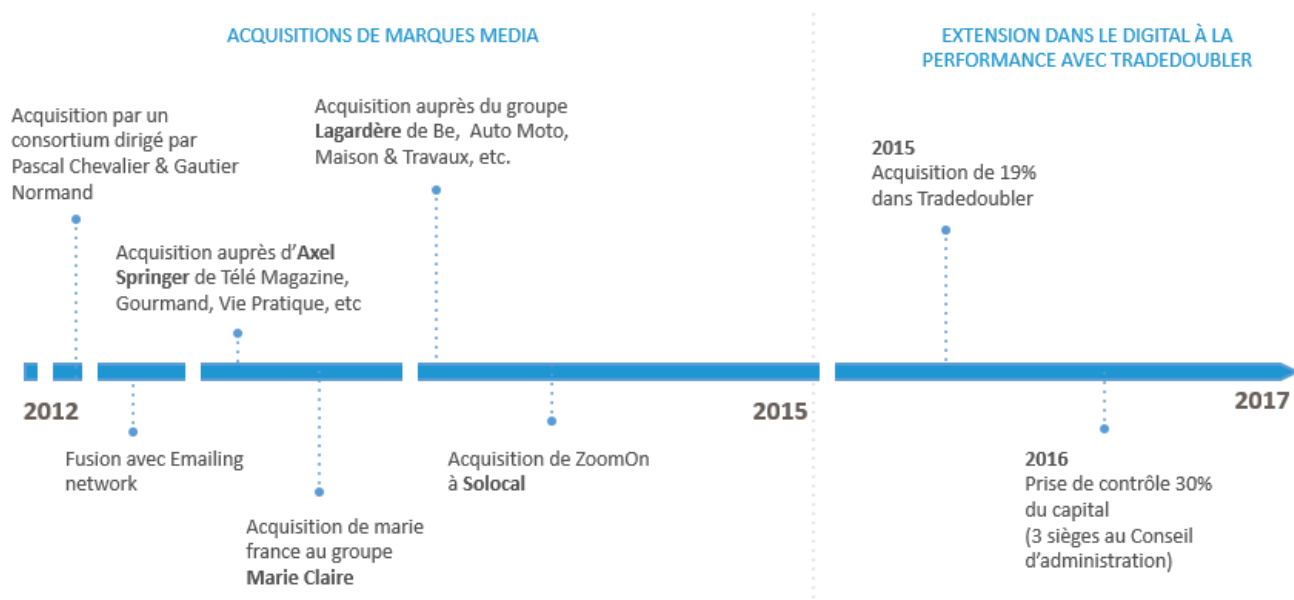 ACQUISITIONS DE MARQUES MEDIA
EXTENSION DANS LE DIGITAL À LA
PERFORMANCE AVEC TRADEDOUBLER
Acquisition par un
consortium dirigé par
Pascal Chevalier & Gautier
Normand
Acquisition auprès du groupe
Lagardère de Be,  Auto Moto,
Maison & Travaux, etc.
2015
Acquisition de 19%
dans Tradedoubler
Acquisition auprès d’Axel
Springer de Télé Magazine,
Gourmand, Vie Pratique, etc
2012
2015
2017
Fusion avec Emailing
network
Acquisition de marie
france au groupe
Marie Claire
Acquisition de ZoomOn
à Solocal
2016
Prise de contrôle 30%
du capital
(3 sièges au Conseil
d’administration)